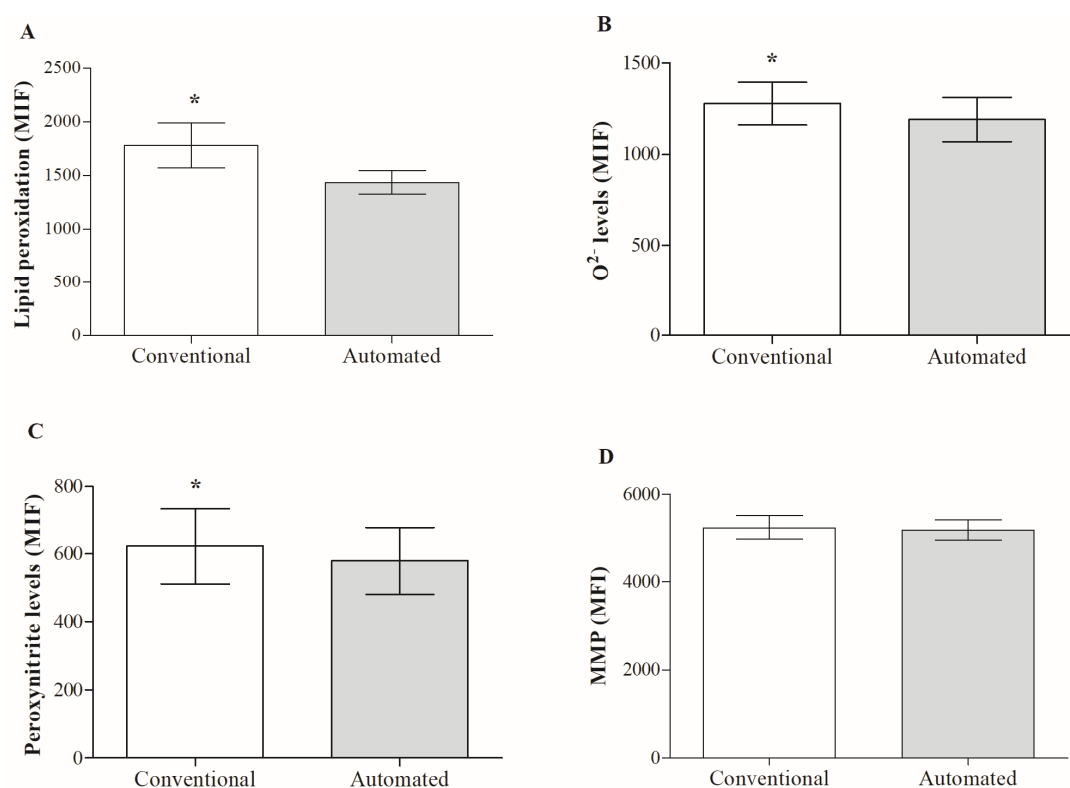 A
Lipid peroxidation (MIF)
2500
2000
1500
1000
500
0
*
Conventional Automated
B
O²⁻ levels (MIF)
1500
1000
500
0
*
Conventional Automated
C
Peroxynitrite levels (MIF)
800
600
400
200
0
*
Conventional Automated
D
MMP (MFI)
6000
4000
2000
0
Conventional Automated